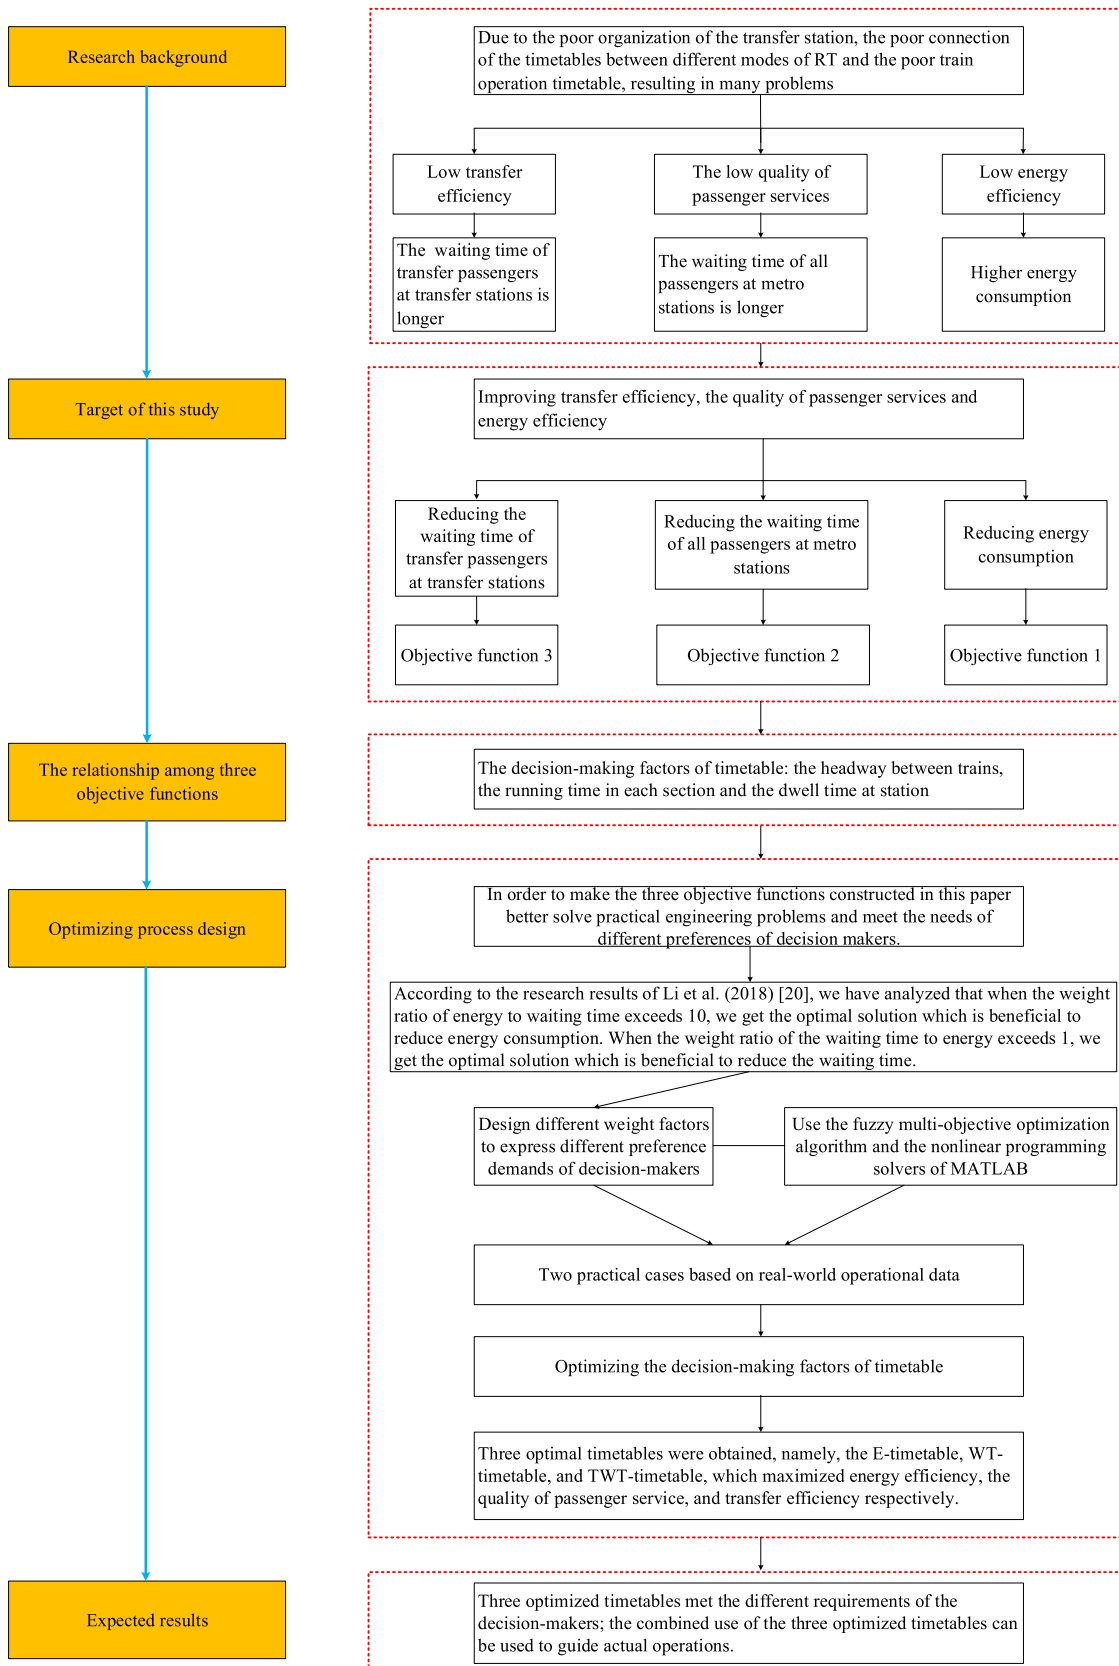 Research background
Due to the poor organization of the transfer station, the poor connection
of the timetables between different modes of RT and the poor train
operation timetable, resulting in many problems
Low transfer
efficiency
The low quality of
passenger services
Low energy
efficiency
The waiting time of
transfer passengers
at transfer stations is
longer
The waiting time of all
passengers at metro
stations is longer
Higher energy
consumption
Target of this study
Improving transfer efficiency, the quality of passenger services and
energy efficiency
Reducing the
waiting time of
transfer passengers
at transfer stations
Reducing the waiting time
of all passengers at metro
stations
Reducing energy
consumption
Objective function 3
Objective function 2
Objective function 1
The relationship among three
objective functions
The decision-making factors of timetable: the headway between trains,
the running time in each section and the dwell time at station
Optimizing process design
In order to make the three objective functions constructed in this paper
better solve practical engineering problems and meet the needs of
different preferences of decision makers.
According to the research results of Li et al. (2018) [20], we have analyzed that when the weight
ratio of energy to waiting time exceeds 10, we get the optimal solution which is beneficial to
reduce energy consumption. When the weight ratio of the waiting time to energy exceeds 1, we
get the optimal solution which is beneficial to reduce the waiting time.
Design different weight factors
to express different preference
demands of decision-makers
Use the fuzzy multi-objective optimization
algorithm and the nonlinear programming
solvers of MATLAB
Two practical cases based on real-world operational data
Optimizing the decision-making factors of timetable
Three optimal timetables were obtained, namely, the E-timetable, WT-
timetable, and TWT-timetable, which maximized energy efficiency, the
quality of passenger service, and transfer efficiency respectively.
Expected results
Three optimized timetables met the different requirements of the
decision-makers; the combined use of the three optimized timetables can
be used to guide actual operations.